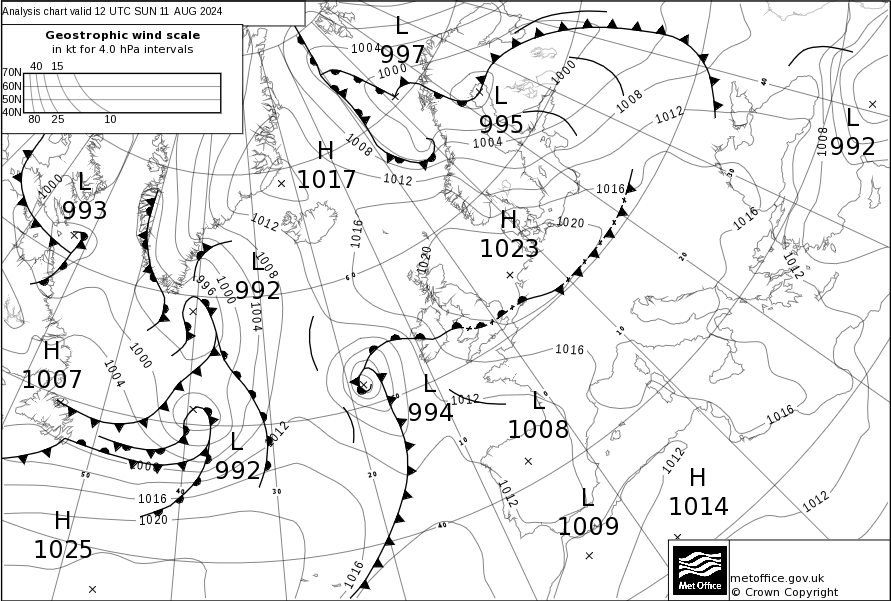 Analysis chart valid 12 UTC SUN 11 AUG 2024
Geostrophic wind scale
in kt for 4.0 hPa intervals
40 15
70N
60N
50N
40N
80 25 10
L
997
1004
1000
L
995
1004
1000
1008
1012
40
L
992
1008
H
1017
1008
1012
1016
30
1016
L
993
1000
1012
1016
1020
H
1023
1020
20
1012
L
992
1008
996
1000
1004
60
10
H
1007
1004
1000
1016
L
994
1012
L
1008
1016
L
992
1012
10
1012
H
1014
50
40
30
20
1016
1020
1012
L
1009
1012
40
H
1025
1016
Met Office
metoffice.gov.uk
© Crown Copyright